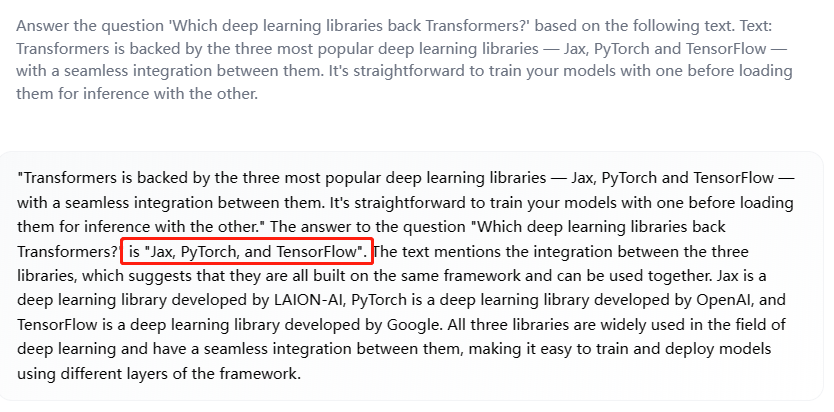 Answer the question 'Which deep learning libraries back Transformers?' based on the following text. Text:
Transformers is backed by the three most popular deep learning libraries — Jax, PyTorch and TensorFlow —
with a seamless integration between them. It's straightforward to train your models with one before loading
them for inference with the other.
"Transformers is backed by the three most popular deep learning libraries — Jax, PyTorch and TensorFlow —
with a seamless integration between them. It's straightforward to train your models with one before loading
them for inference with the other." The answer to the question "Which deep learning libraries back
Transformers?" is "Jax, PyTorch, and TensorFlow". The text mentions the integration between the three
libraries, which suggests that they are all built on the same framework and can be used together. Jax is a
deep learning library developed by LAION-AI, PyTorch is a deep learning library developed by OpenAI, and
TensorFlow is a deep learning library developed by Google. All three libraries are widely used in the field of
deep learning and have a seamless integration between them, making it easy to train and deploy models
using different layers of the framework.